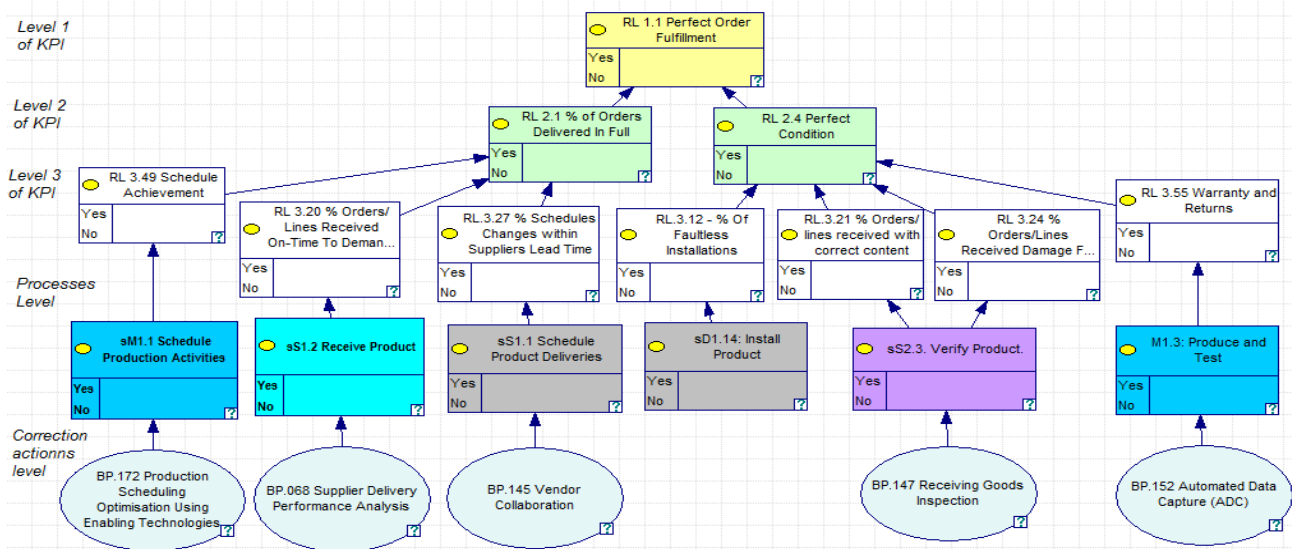 Level 1
of KPI
RL 1.1 Perfect Order
Fulfillment
Yes
No
?
Level 2
of KPI
RL 2.1 % of Orders
Delivered In Full
Yes
No
?
RL 2.4 Perfect
Condition
Yes
No
?
Level 3
of KPI
RL 3.49 Schedule
Achievement
Yes
No
?
RL 3.20 % Orders/
Lines Received
On-Time To Deman...
Yes
No
?
RL.3.27 % Schedules
Changes within
Suppliers Lead Time
Yes
No
?
RL.3.12 - % Of
Faultless
Installations
Yes
No
?
RL.3.21 % Orders/
lines received with
correct content
Yes
No
?
RL 3.24 %
Orders/Lines
Received Damage F...
Yes
No
?
RL 3.55 Warranty and
Returns
Yes
No
?
Processes
Level
sM1.1 Schedule
Production Activities
Yes
No
?
sS1.2 Receive Product
Yes
No
?
sS1.1 Schedule
Product Deliveries
Yes
No
?
sD1.14: Install
Product
Yes
No
?
sS2.3. Verify Product.
Yes
No
?
M1.3: Produce and
Test
Yes
No
?
Correction
actionns
level
BP.172 Production
Scheduling
Optimisation Using
Enabling Technologies
?
BP.068 Supplier Delivery
Performance Analysis
?
BP.145 Vendor
Collaboration
?
BP.147 Receiving Goods
Inspection
?
BP.152 Automated Data
Capture (ADC)
?